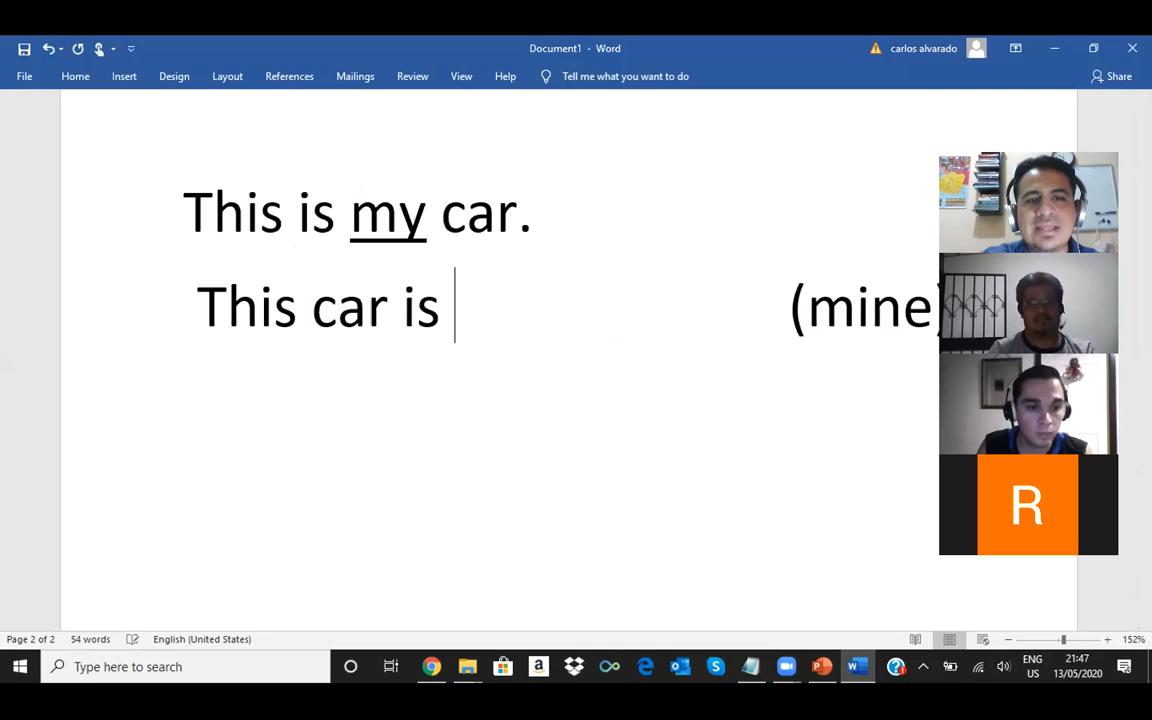 Document1 - Word
carlos alvarado
File Home Insert Design Layout References Mailings Review View Help Tell me what you want to do Share
This is my car.
This car is (mine)
R
Page 2 of 2 54 words English (United States) 152%
Type here to search
ENG
US
21:47
13/05/2020